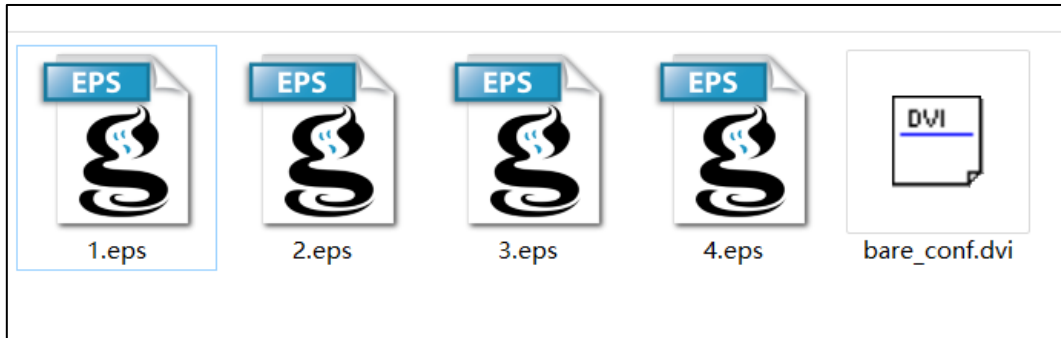 EPS EPS EPS EPS DVI
1.eps 2.eps 3.eps 4.eps bare_conf.dvi